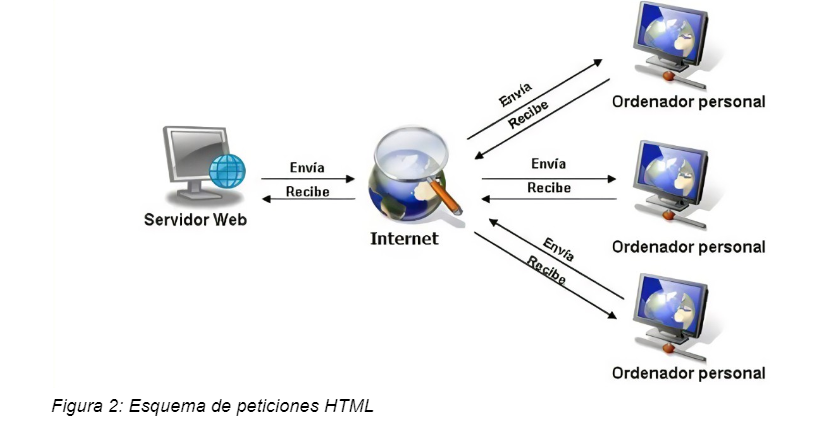 Envía
Recibe
Ordenador personal
Envía
Recibe
Servidor Web
Internet
Envía
Recibe
Ordenador personal
Envía
Recibe
Ordenador personal
Figura 2: Esquema de peticiones HTML